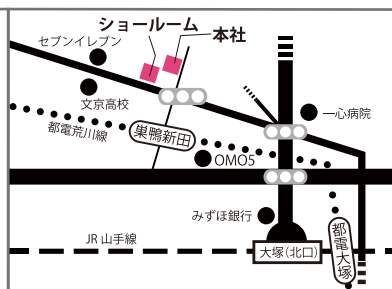 ショールーム
本社
セブンイレブン
文京高校
一心病院
都電荒川線
巣鴨新田
OMO5
みずほ銀行
都電大塚
JR 山手線
大塚（北口）